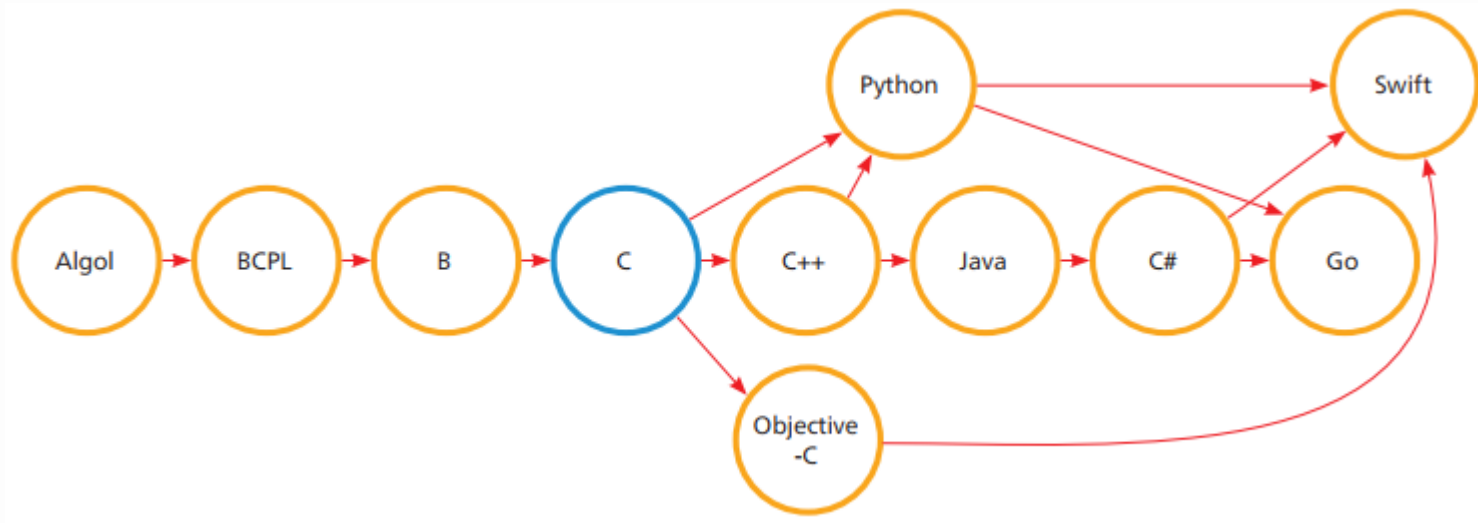 Python
Swift
Algol
BCPL
B
C
C++
Java
C#
Go
Objective
-C